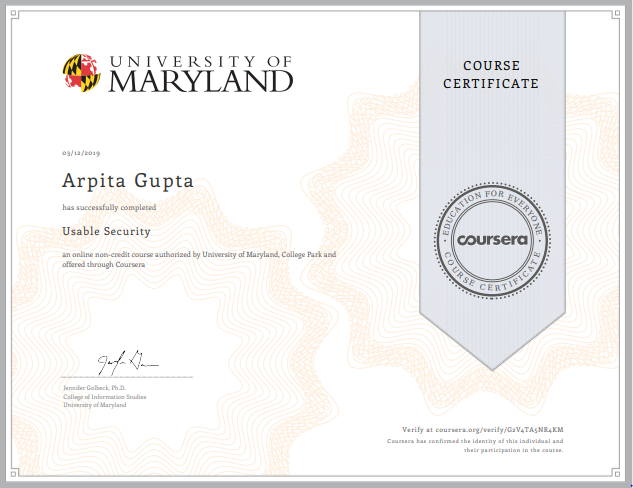 UNIVERSITY OF
MARYLAND
COURSE
CERTIFICATE
03/12/2019
Arpita Gupta
has successfully completed
Usable Security
an online non-credit course authorized by University of Maryland, College Park and
offered through Coursera
EDUCATION FOR EVERYONE
coursera
COURSE CERTIFICATE
Jennifer Golbeck, Ph.D.
College of Information Studies
University of Maryland
Verify at coursera.org/verify/G2V4TA5NR4KM
Coursera has confirmed the identity of this individual and
their participation in the course.